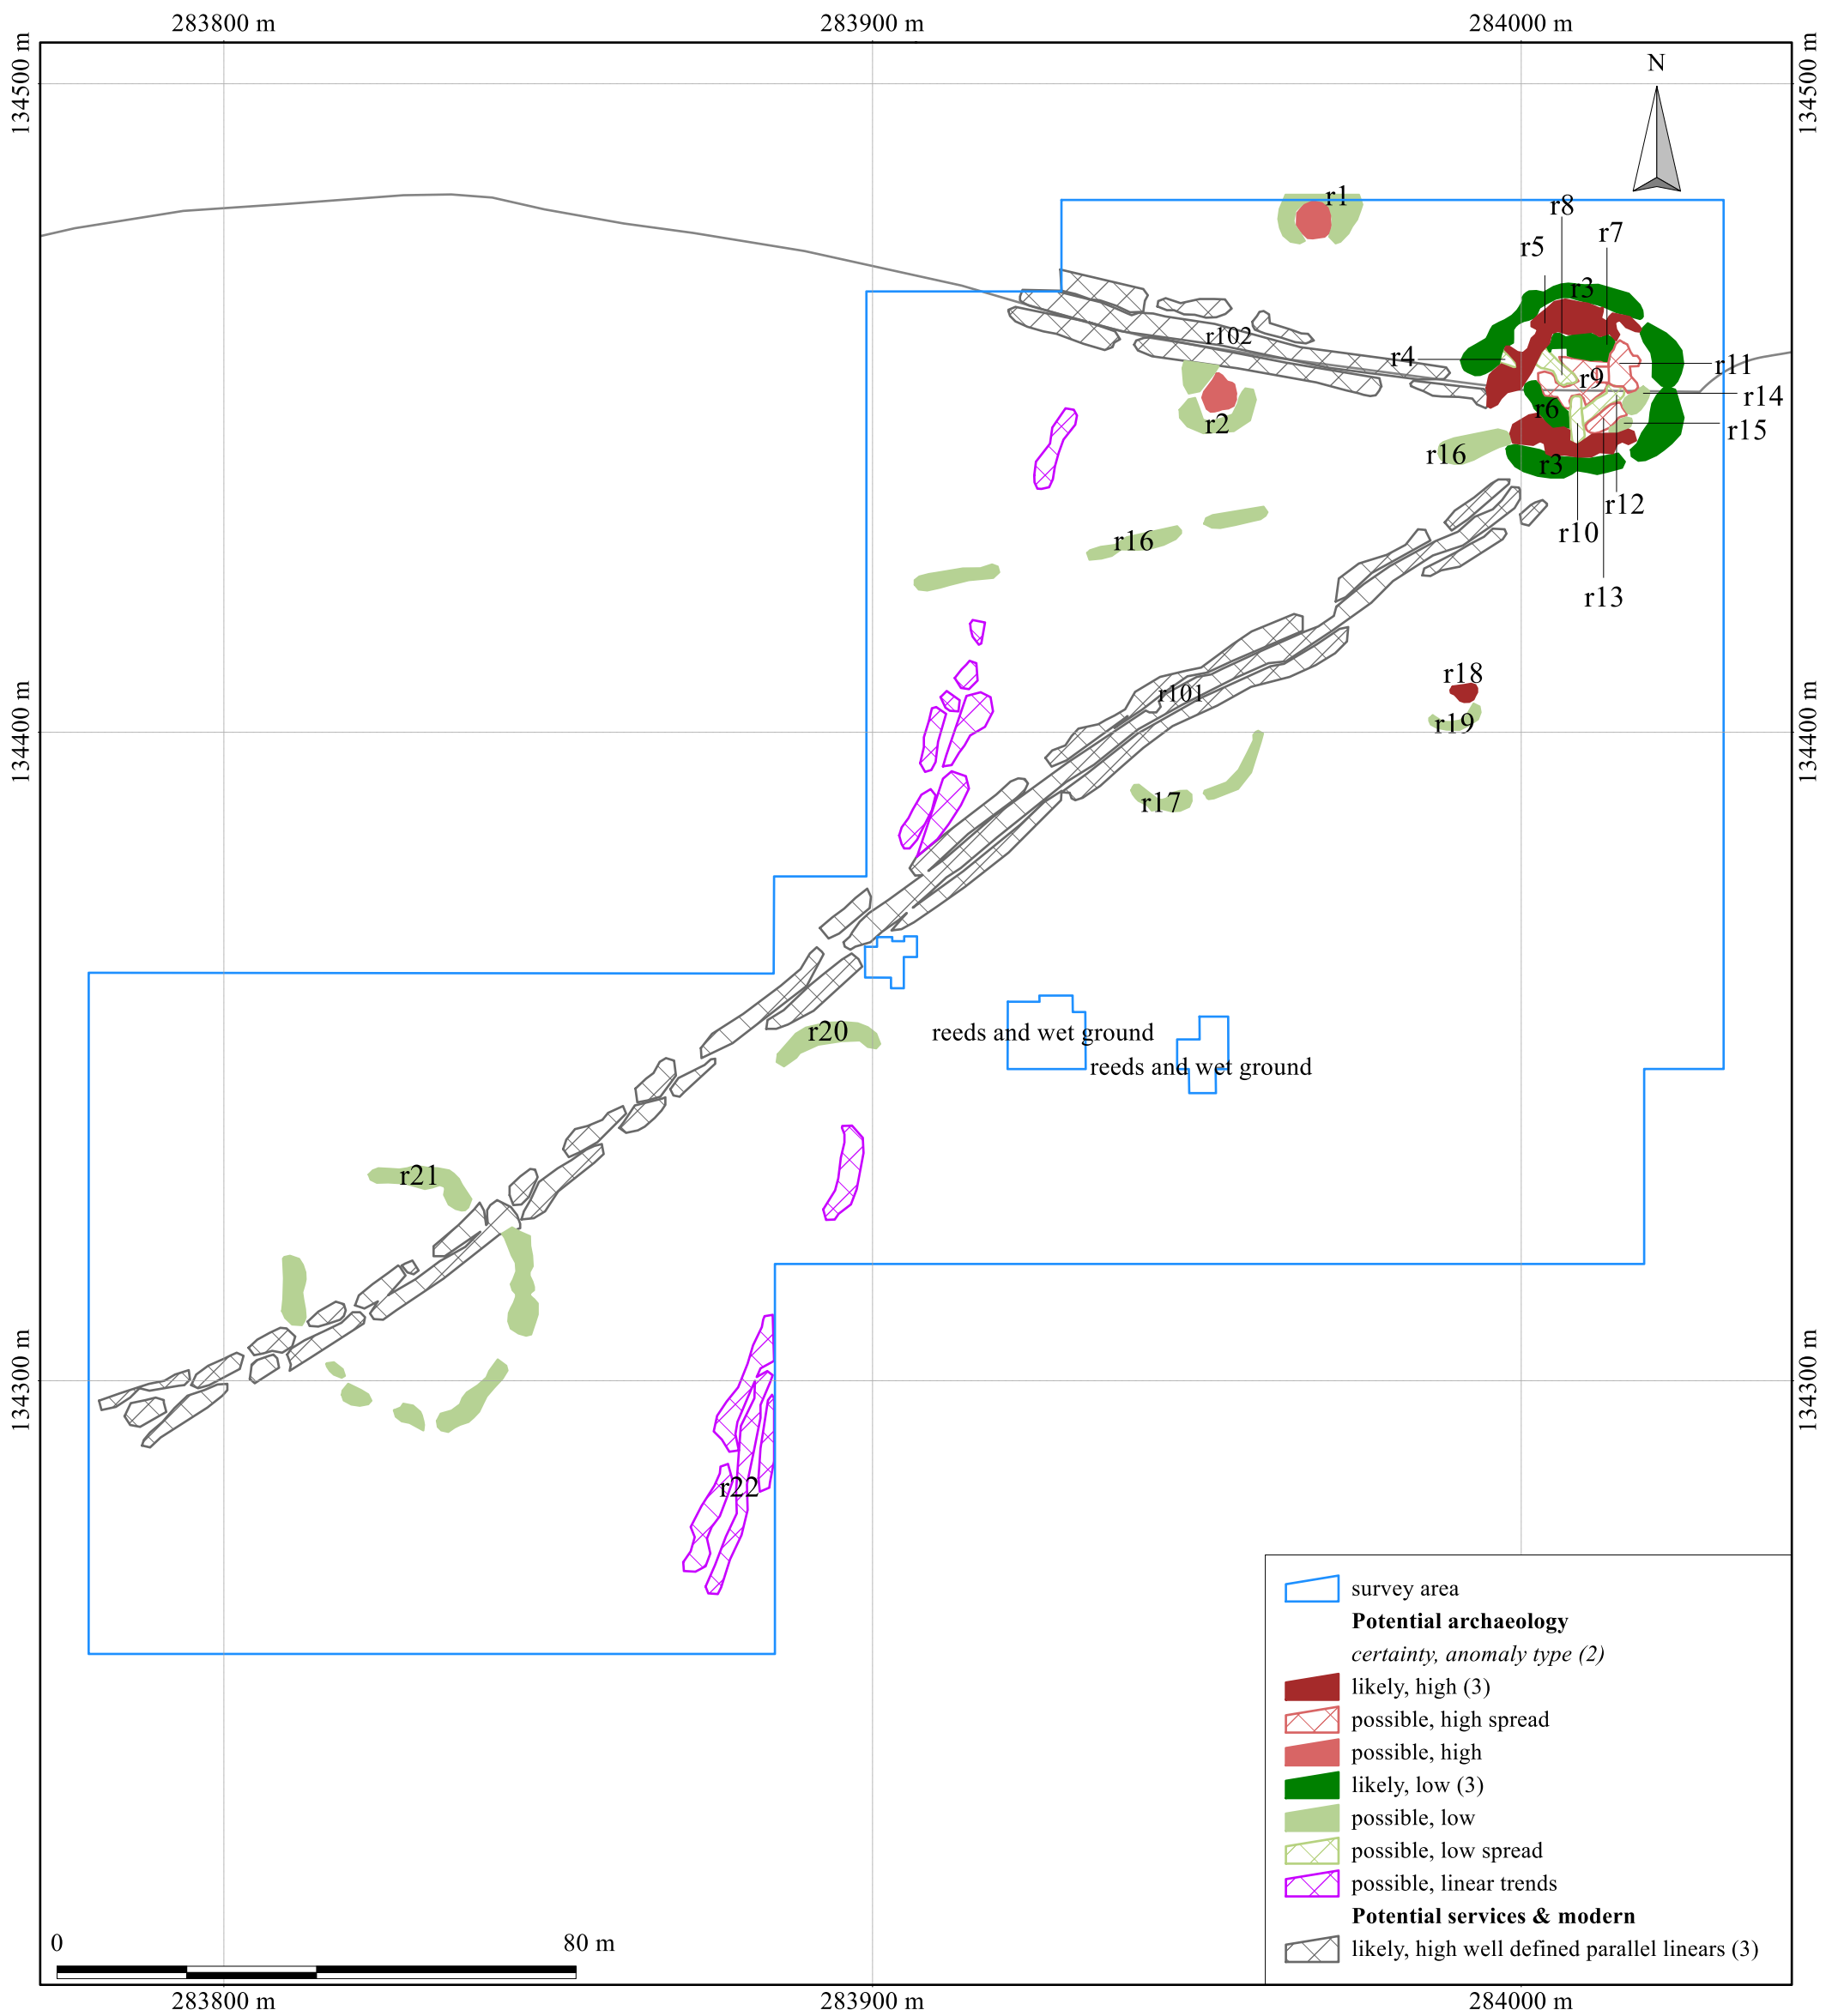 283800 m 283900 m 284000 m
134500 m 134500 m
N
r1
r8
r7
r5
r3
r102
r4
r11
r9
r14
r6
r2
r15
r16
r3
r12
r10
r16
r13
r18
r101
r19
134400 m 134400 m
r17
r20
reeds and wet ground
reeds and wet ground
r21
134300 m 134300 m
r22
survey area
Potential archaeology
certainty, anomaly type (2)
likely, high (3)
possible, high spread
possible, high
likely, low (3)
possible, low
possible, low spread
possible, linear trends
Potential services & modern
likely, high well defined parallel linears (3)
0 80 m
283800 m 283900 m 284000 m